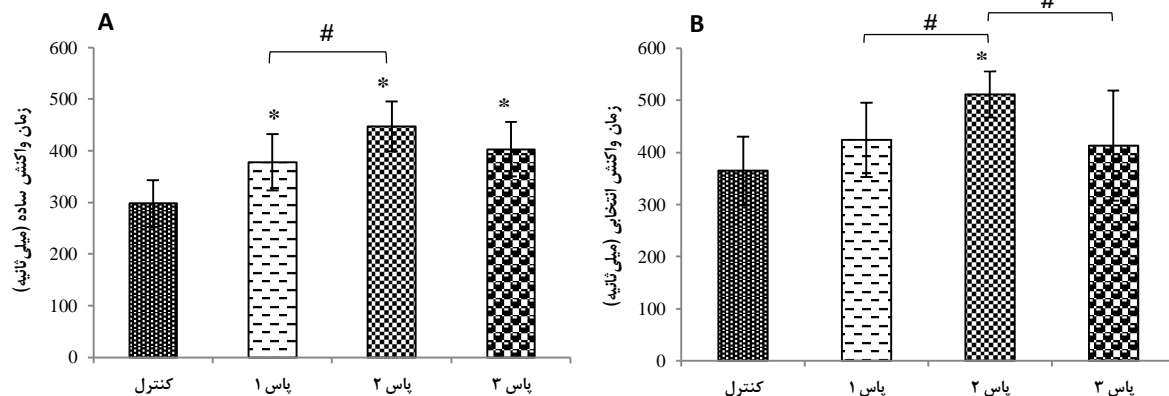 A
#
600
500
400
300
200
100
0
*
*
*
زمان واکنش ساده (میلی‌ثانیه)
کنترل
پاس ۱
پاس ۲
پاس ۳
B
#
#
600
500
400
300
200
100
0
*
زمان واکنش انتخابی (میلی‌ثانیه)
کنترل
پاس ۱
پاس ۲
پاس ۳